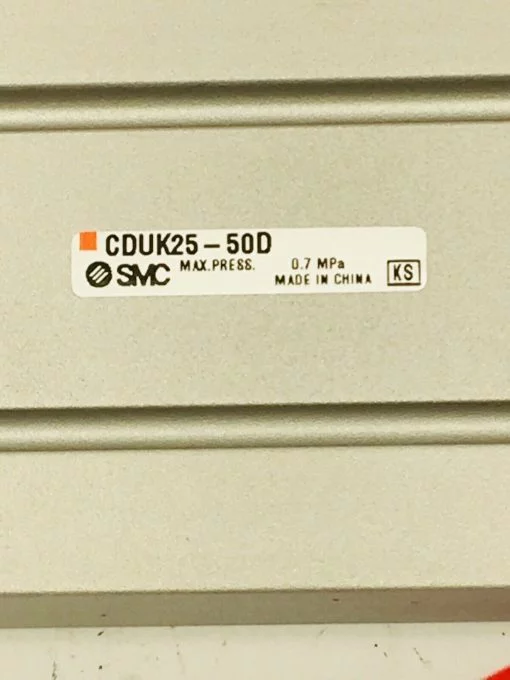 CDUK25-50D
SMC MAX.PRESS. 0.7 MPa
MADE IN CHINA KS